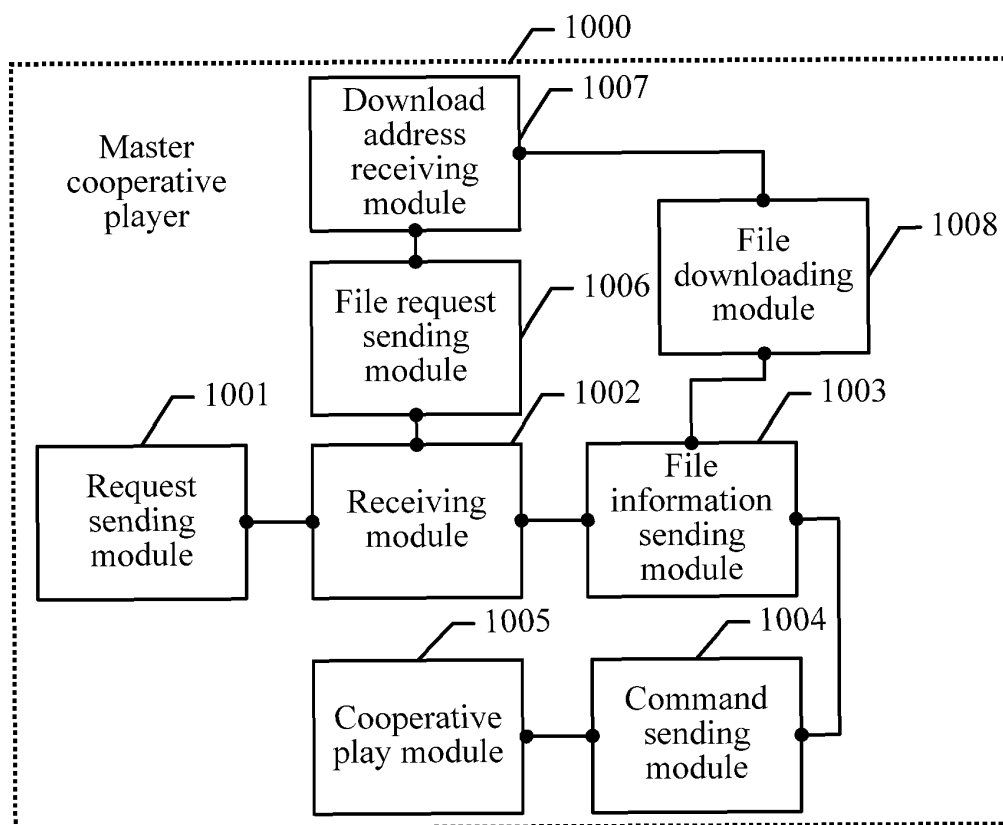 1000
Master
cooperative
player
Download
address
receiving
module
1007
File
downloading
module
1008
File request
sending
module
1006
1001
Request
sending
module
1002
Receiving
module
1003
File
information
sending
module
1005
Cooperative
play module
1004
Command
sending
module